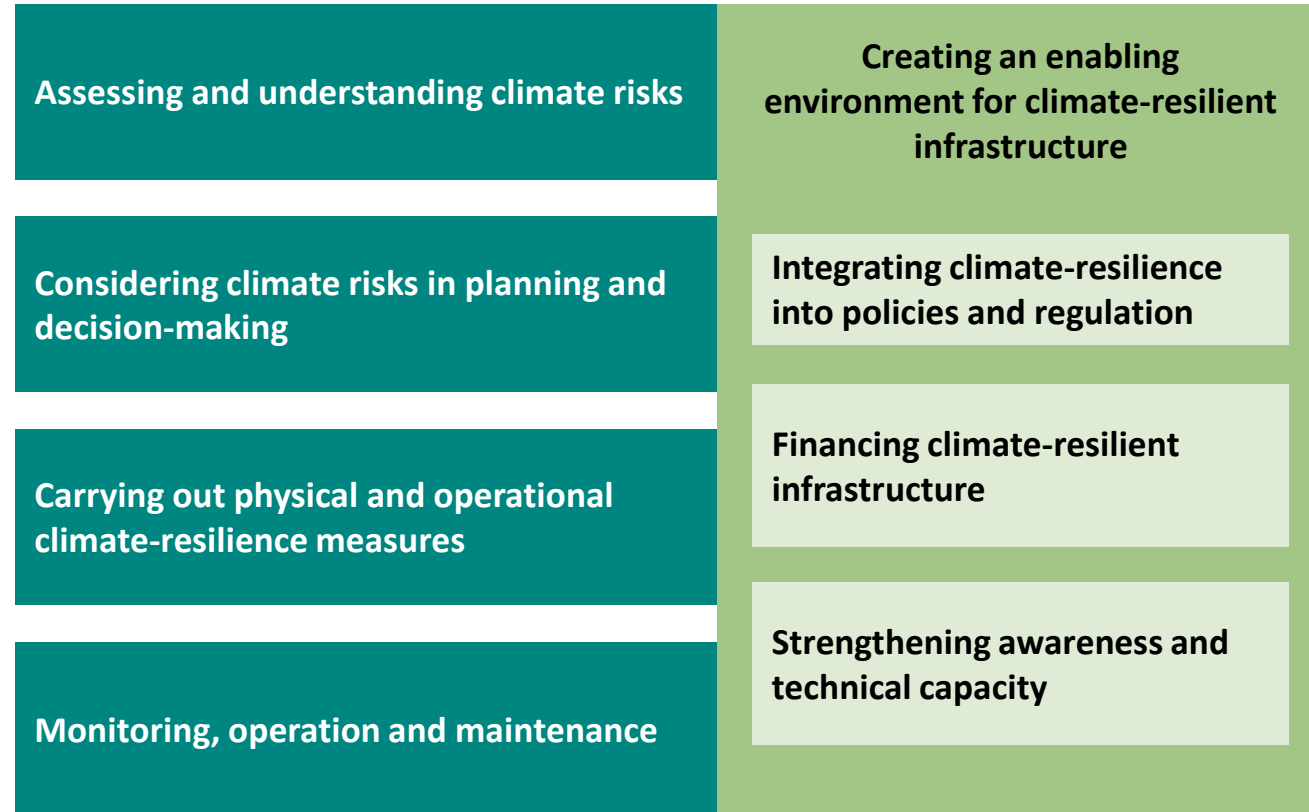 Assessing and understanding climate risks
Considering climate risks in planning and
decision-making
Carrying out physical and operational
climate-resilience measures
Monitoring, operation and maintenance
Creating an enabling
environment for climate-resilient
infrastructure
Integrating climate-resilience
into policies and regulation
Financing climate-resilient
infrastructure
Strengthening awareness and
technical capacity